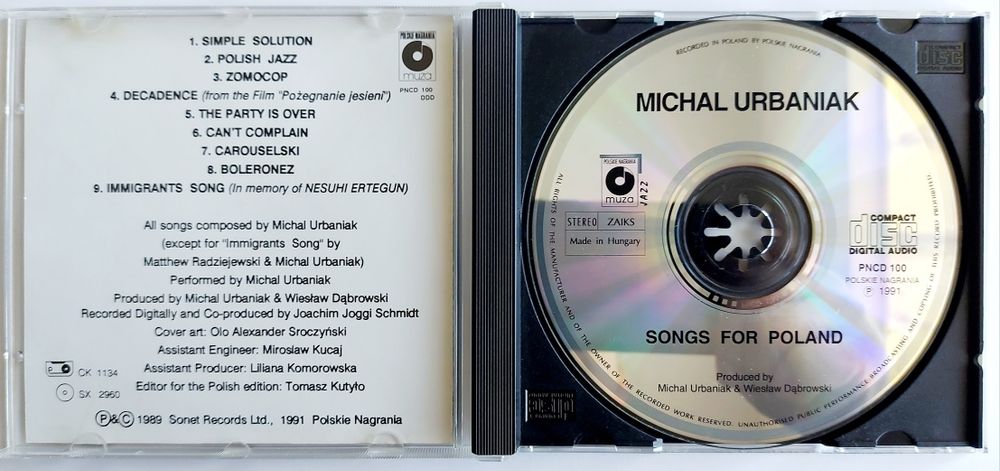 1. SIMPLE SOLUTION
2. POLISH JAZZ
3. ZOMOCOP
4. DECADENCE (from the Film "Pożegnanie jesieni")
5. THE PARTY IS OVER
6. CAN'T COMPLAIN
7. CAROUSELSKI
8. BOLERONEZ
9. IMMIGRANTS SONG (In memory of NESUHI ERTEGUN)
POLSKIE NAGRANIA
muza
PNCD 100
DDD
All songs composed by Michal Urbaniak
(except for "Immigrants Song" by
Matthew Radziejewski & Michal Urbaniak)
Performed by Michal Urbaniak
Produced by Michal Urbaniak & Wiesław Dąbrowski
Recorded Digitally and Co-produced by Joachim Joggi Schmidt
Cover art: Olo Alexander Sroczyński
Assistant Engineer: Miroslaw Kucaj
Assistant Producer: Liliana Komorowska
Editor for the Polish edition: Tomasz Kutyło
CK 1134
SX 2960
Ⓟ&© 1989 Sonet Records Ltd., 1991 Polskie Nagrania
RECORDED IN POLAND BY POLSKIE NAGRANIA
MICHAL URBANIAK
POLSKIE NAGRANIA
muza
JAZZ
STEREO ZAIKS
Made in Hungary
COMPACT
disc
DIGITAL AUDIO
PNCD 100
POLSKIE NAGRANIA
Ⓟ 1991
SONGS FOR POLAND
Produced by
Michal Urbaniak & Wiesław Dąbrowski
ALL RIGHTS OF THE MANUFACTURER AND OF THE OWNER OF THE RECORDED WORK RESERVED. UNAUTHORISED PUBLIC PERFORMANCE BROADCASTING AND COPYING OF THIS RECORD PROHIBITED.
COMPACT
disc
DIGITAL AUDIO
COMPACT
disc
DIGITAL AUDIO